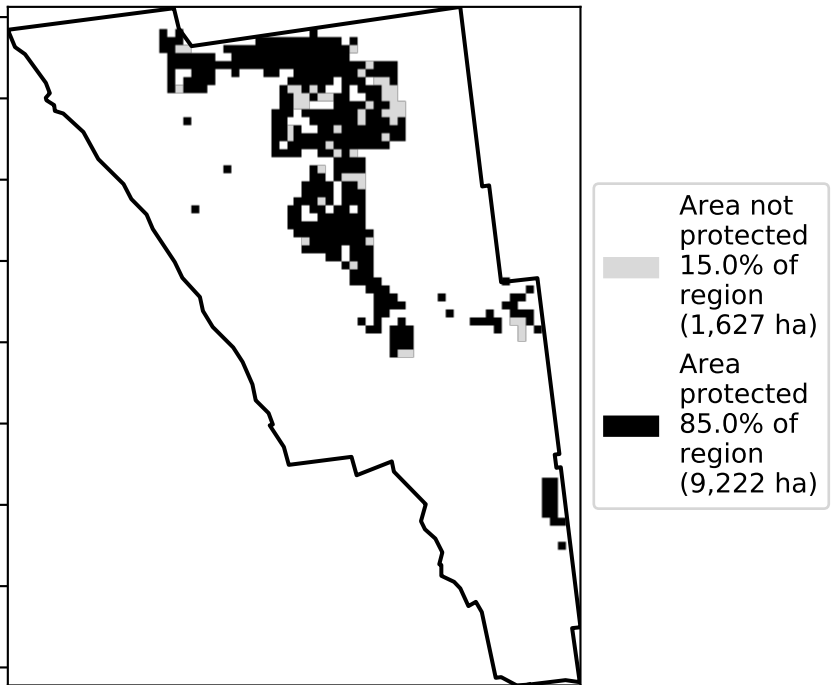 Area not
protected
15.0% of
region
(1,627 ha)
Area
protected
85.0% of
region
(9,222 ha)